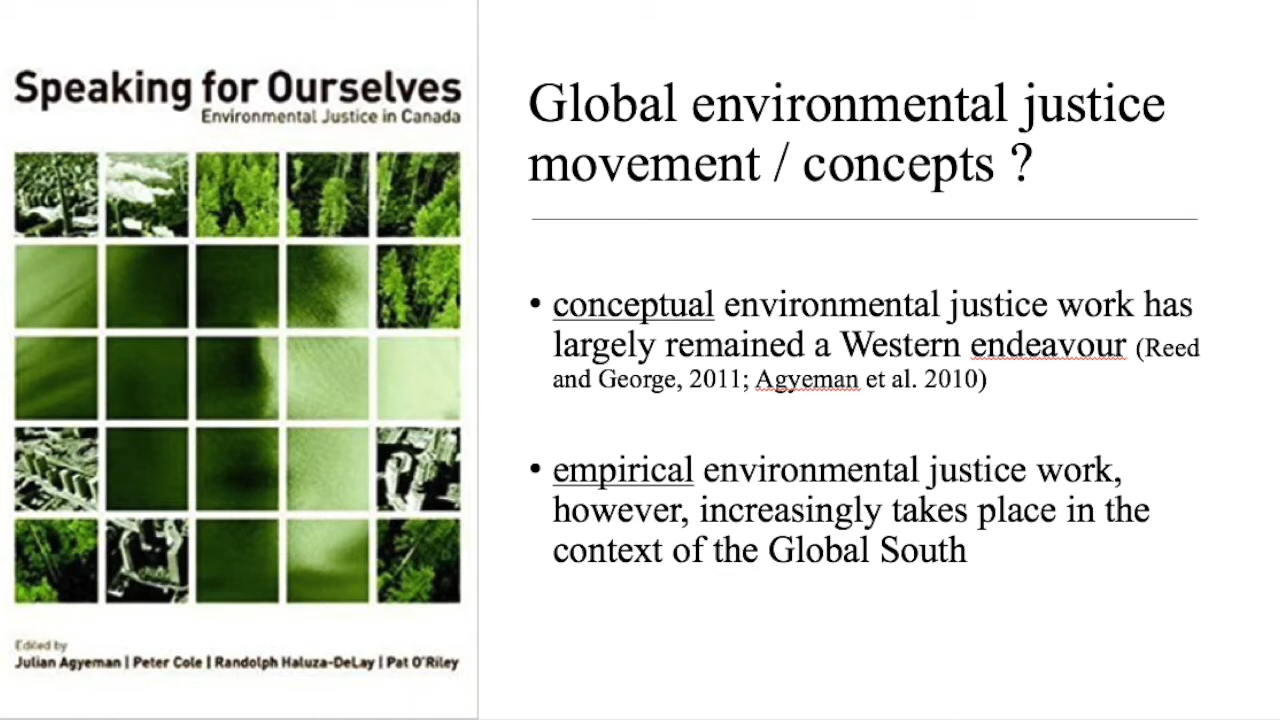 Speaking for Ourselves
Environmental Justice in Canada
Edited by
Julian Agyeman | Peter Cole | Randolph Haluza-DeLay | Pat O'Riley
Global environmental justice
movement / concepts ?
• conceptual environmental justice work has
largely remained a Western endeavour (Reed
and George, 2011; Agyeman et al. 2010)
• empirical environmental justice work,
however, increasingly takes place in the
context of the Global South